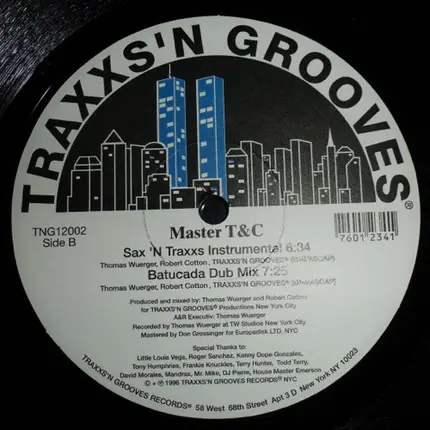 TRAXXS'N GROOVES®
TNG12002
Side B
Master T&C
7601 2341
Sax 'N Traxxs Instrumental 6:34
Thomas Wuerger, Robert Cotton, TRAXXS'N GROOVES®
Batucada Dub Mix 7:25
Thomas Wuerger, Robert Cotton, TRAXXS'N GROOVES®
Produced and mixed by: Thomas Wuerger and Robert Cotton
for TRAXXS'N GROOVES® Productions New York City
A&R Executiv: Thomas Wuerger
Recorded by Thomas Wuerger at TW Studios New York City
Mastered by Don Grossinger for Europadisk LTD. NYC
Special Thanks to:
Little Louis Vega, Roger Sanchez, Kenny Dope Gonzales,
Tony Humphries, Frankie Knuckles, Terry Hunter, Todd Terry,
David Morales, Mandrax, Mr. Mike, DJ Pierre, House Master Emerson
© + ℗ 1996 TRAXXS'N GROOVES RECORDS® NYC
TRAXXS'N GROOVES RECORDS® 58 West 68th Street Apt 3 D New York NY 10023